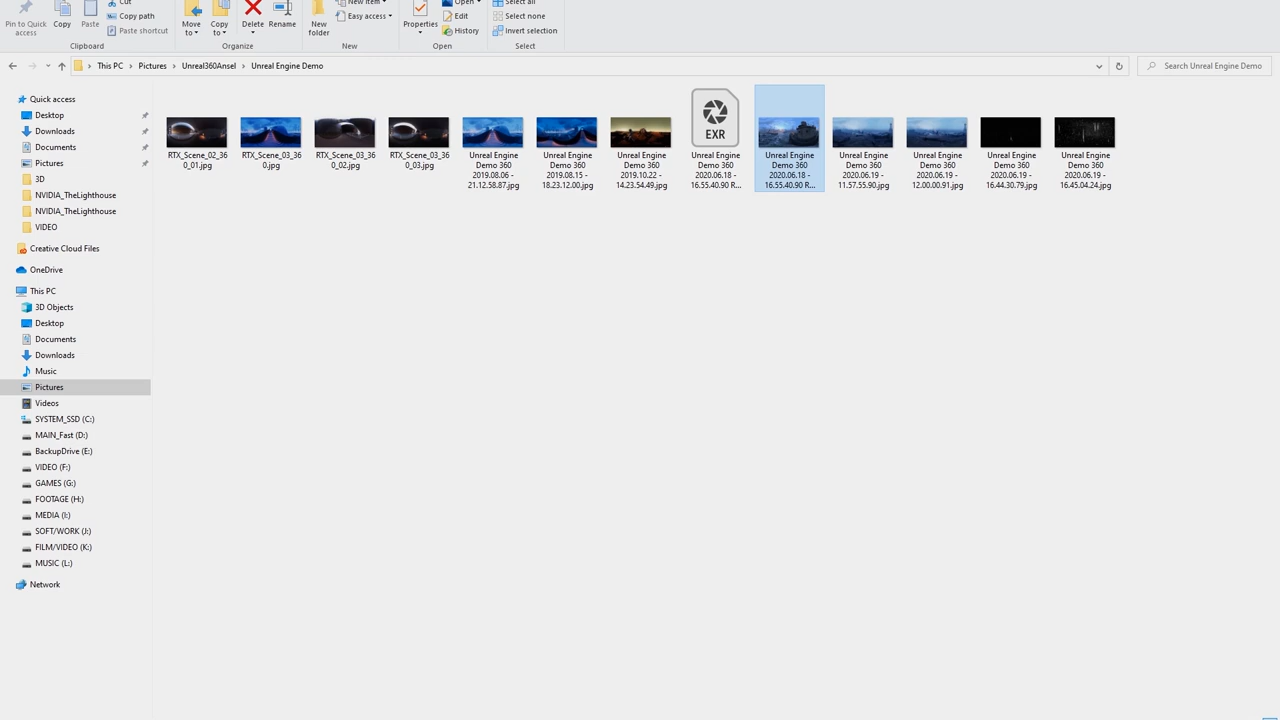 Cut
New item
Open
Select all
Pin to Quick access
Copy
Paste
Copy path
Paste shortcut
Move to
Copy to
Delete
Rename
New folder
Easy access
Properties
Edit
History
Select none
Invert selection
Clipboard
Organize
New
Open
Select
This PC
Pictures
Unreal360Ansel
Unreal Engine Demo
Search Unreal Engine Demo
Quick access
Desktop
Downloads
Documents
Pictures
3D
NVIDIA_TheLighthouse
NVIDIA_TheLighthouse
VIDEO
Creative Cloud Files
OneDrive
This PC
3D Objects
Desktop
Documents
Downloads
Music
Pictures
Videos
SYSTEM_SSD (C:)
MAIN_Fast (D:)
BackupDrive (E:)
VIDEO (F:)
GAMES (G:)
FOOTAGE (H:)
MEDIA (I:)
SOFT/WORK (J:)
FILM/VIDEO (K:)
MUSIC (L:)
Network
RTX_Scene_02_36
0_01.jpg
RTX_Scene_03_36
0.jpg
RTX_Scene_03_36
0_02.jpg
RTX_Scene_03_36
0_03.jpg
Unreal Engine
Demo 360
2019.08.06 -
21.12.58.87.jpg
Unreal Engine
Demo 360
2019.08.15 -
18.23.12.00.jpg
Unreal Engine
Demo 360
2019.10.22 -
14.23.54.49.jpg
EXR
Unreal Engine
Demo 360
2020.06.18 -
16.55.40.90 R...
Unreal Engine
Demo 360
2020.06.18 -
16.55.40.90 R...
Unreal Engine
Demo 360
2020.06.19 -
11.57.55.90.jpg
Unreal Engine
Demo 360
2020.06.19 -
12.00.00.91.jpg
Unreal Engine
Demo 360
2020.06.19 -
16.44.30.79.jpg
Unreal Engine
Demo 360
2020.06.19 -
16.45.04.24.jpg